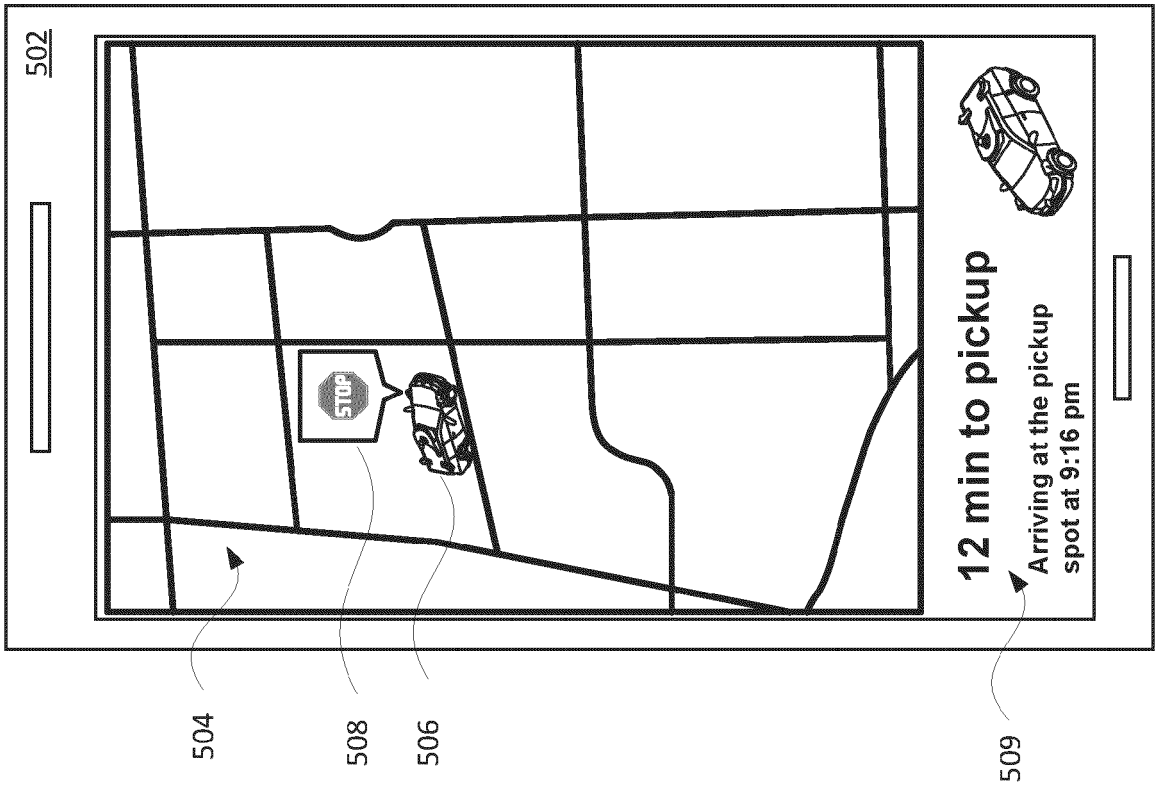 502
STOP
12 min to pickup
Arriving at the pickup
spot at 9:16 pm
504
508
506
509